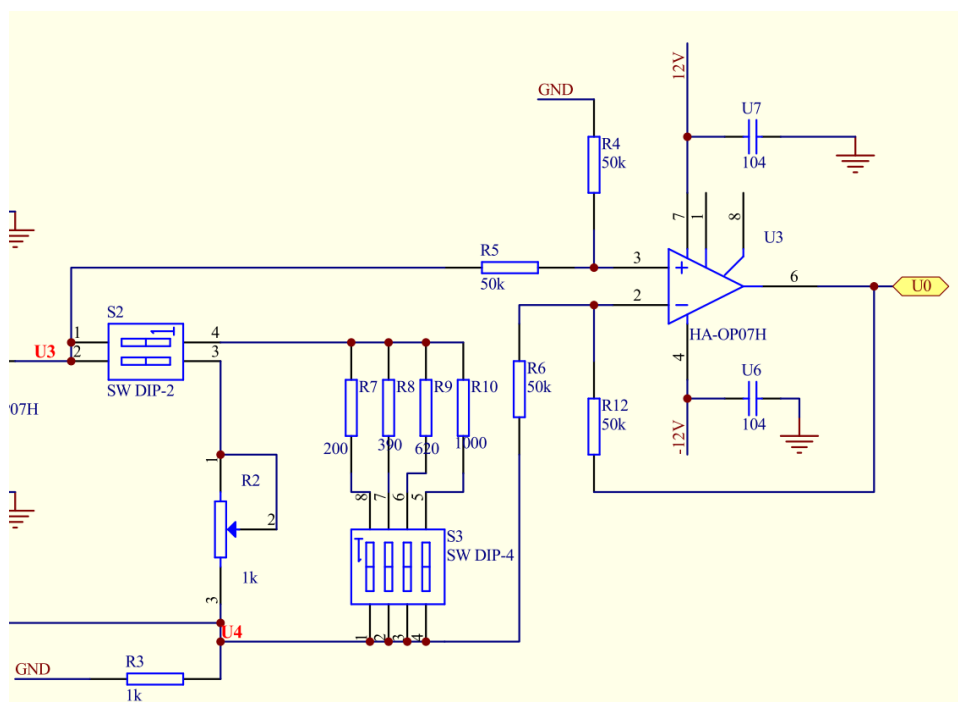 12V
GND
U7
104
R4
50k
7
1
8
U3
R5
50k
3
2
6
U0
S2
1
2
4
3
1
U3
SW DIP-2
HA-OP07H
4
-12V
U6
104
R6
50k
R7
R8
R9
R10
200
390
620
1000
R12
50k
07H
1
R2
2
1k
3
8
7
6
5
S3
SW DIP-4
1
1
2
3
4
U4
GND
R3
1k